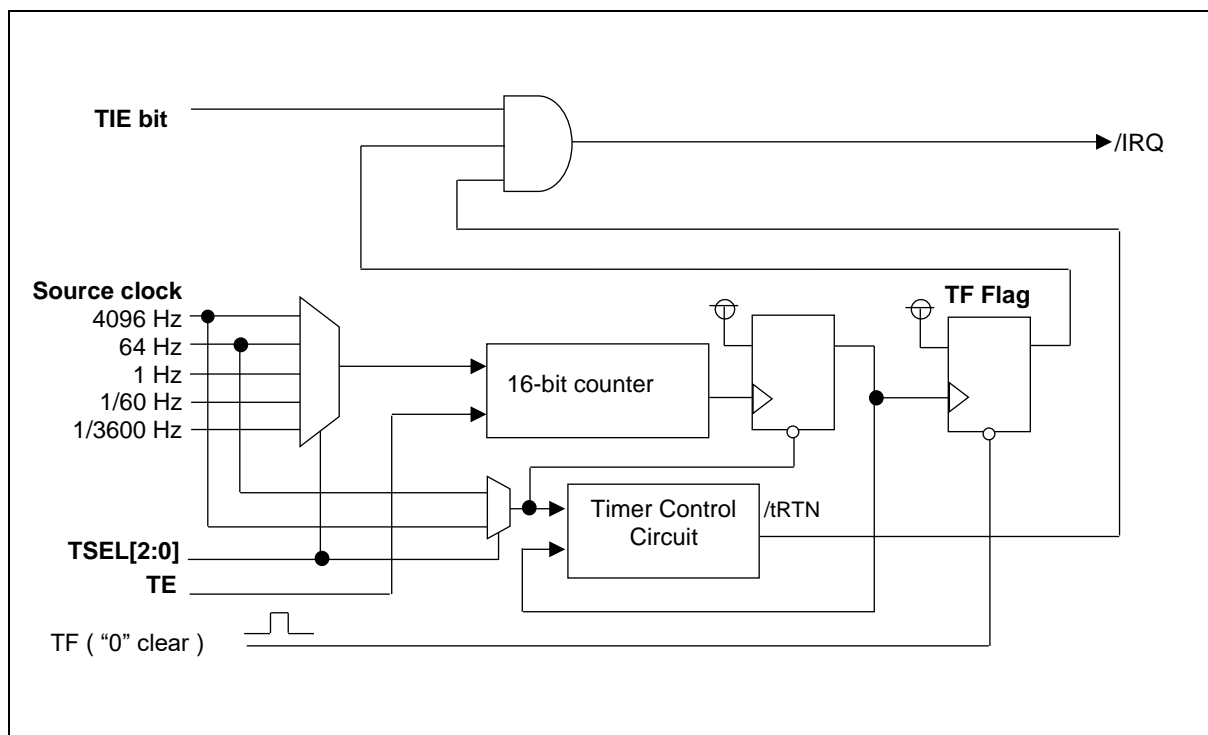 TIE bit
/IRQ
Source clock
4096 Hz
64 Hz
1 Hz
1/60 Hz
1/3600 Hz
16-bit counter
TF Flag
Timer Control
Circuit
/tRTN
TSEL[2:0]
TE
TF ( “0” clear )